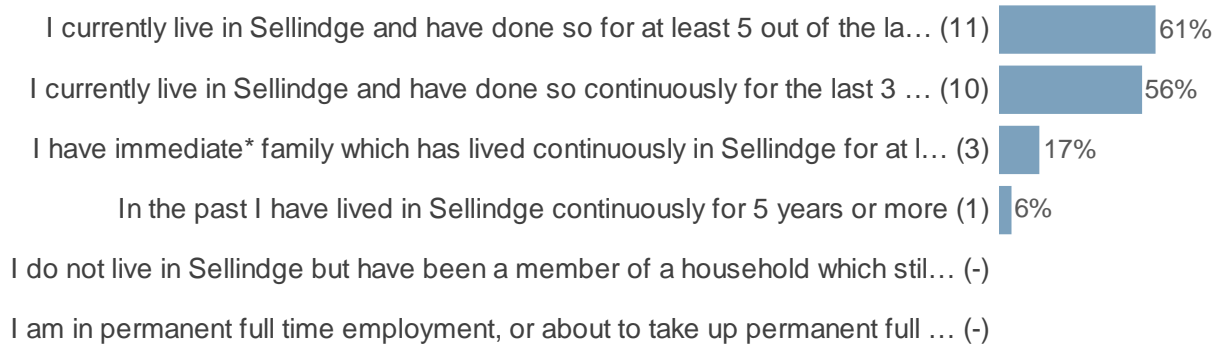 I currently live in Sellindge and have done so for at least 5 out of the la… (11) 61%
I currently live in Sellindge and have done so continuously for the last 3 … (10) 56%
I have immediate* family which has lived continuously in Sellindge for at l… (3) 17%
In the past I have lived in Sellindge continuously for 5 years or more (1) 6%
I do not live in Sellindge but have been a member of a household which stil… (-)
I am in permanent full time employment, or about to take up permanent full … (-)